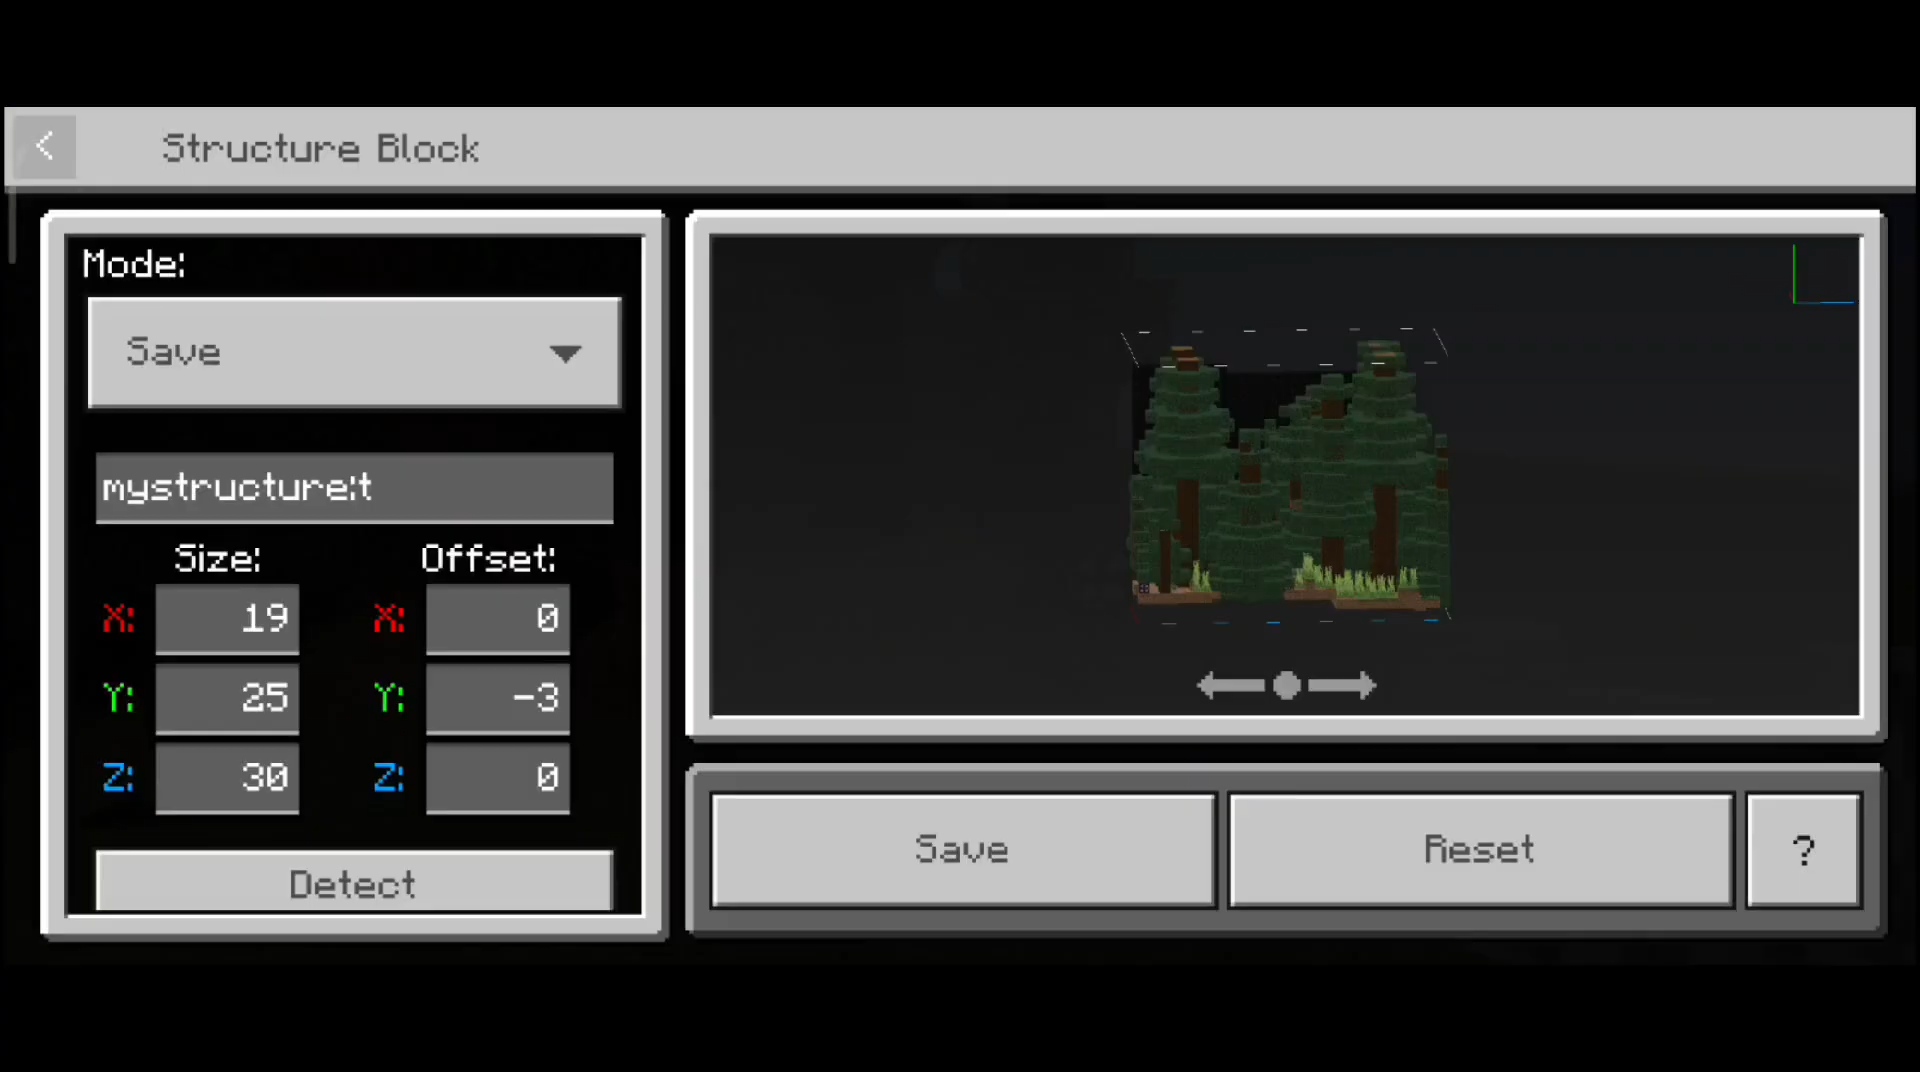 Structure Block
Mode:
Save
mystructure:t
Size: Offset:
X: 19 X: 0
Y: 25 Y: -3
Z: 30 Z: 0
Detect
Save Reset ?